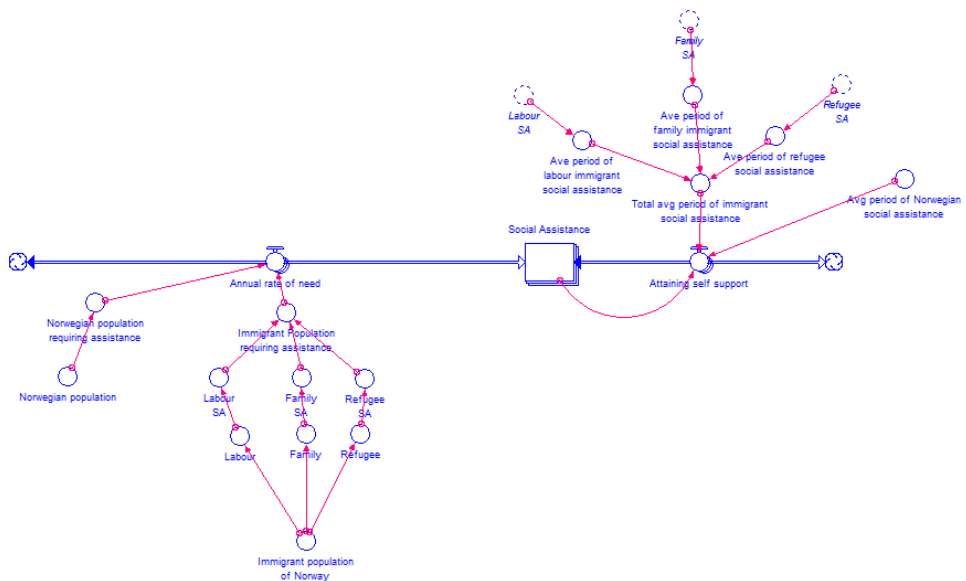 Family
SA
Labour
SA
Refugee
SA
Ave period of
family immigrant
social assistance
Ave period of
labour immigrant
social assistance
Ave period of refugee
social assistance
Total avg period of immigrant
social assistance
Avg period of Norwegian
social assistance
Social Assistance
Annual rate of need
Attaining self support
Norwegian population
requiring assistance
Immigrant Population
requiring assistance
Norwegian population
Labour
SA
Family
SA
Refugee
SA
Labour
Family
Refugee
Immigrant population
of Norway